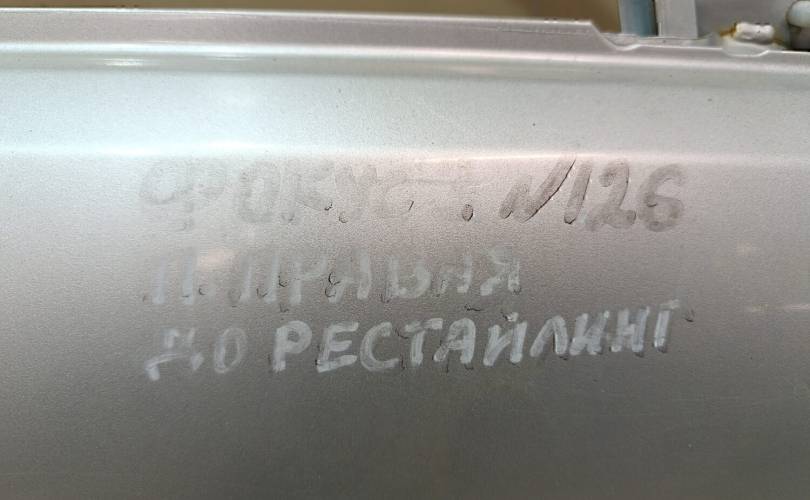 ФОКУС . N126
П. ПРАВАЯ
ДО РЕСТАЙЛИНГ